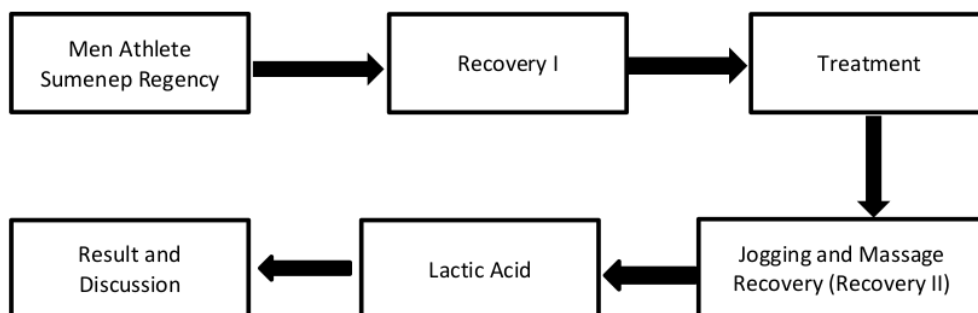 Men Athlete
Sumenep Regency
Recovery I
Treatment
Jogging and Massage
Recovery (Recovery II)
Lactic Acid
Result and
Discussion